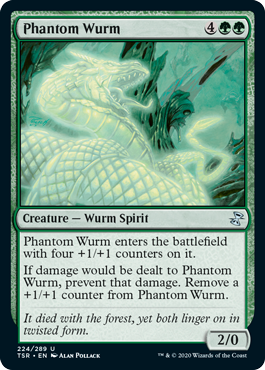 Phantom Wurm 4
Creature — Wurm Spirit
Phantom Wurm enters the battlefield
with four +1/+1 counters on it.
If damage would be dealt to Phantom
Wurm, prevent that damage. Remove a
+1/+1 counter from Phantom Wurm.
It died with the forest, yet both linger on in
twisted form.
2/0
224/289 U
TSR • EN ALAN POLLACK
™ & © 2020 Wizards of the Coast